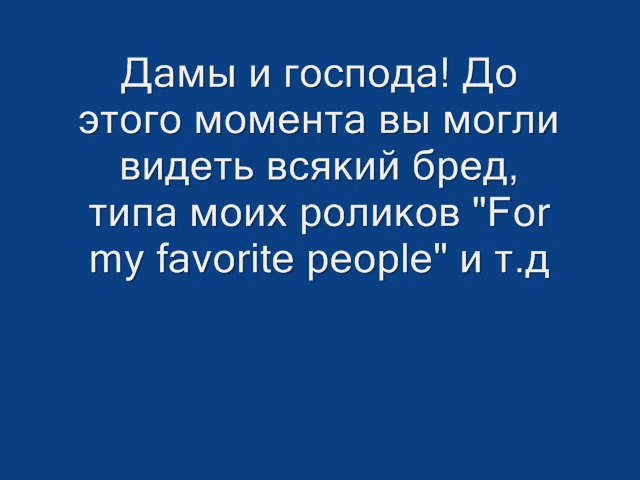 Дамы и господа! До
этого момента вы могли
видеть всякий бред,
типа моих роликов "For
my favorite people" и т.д